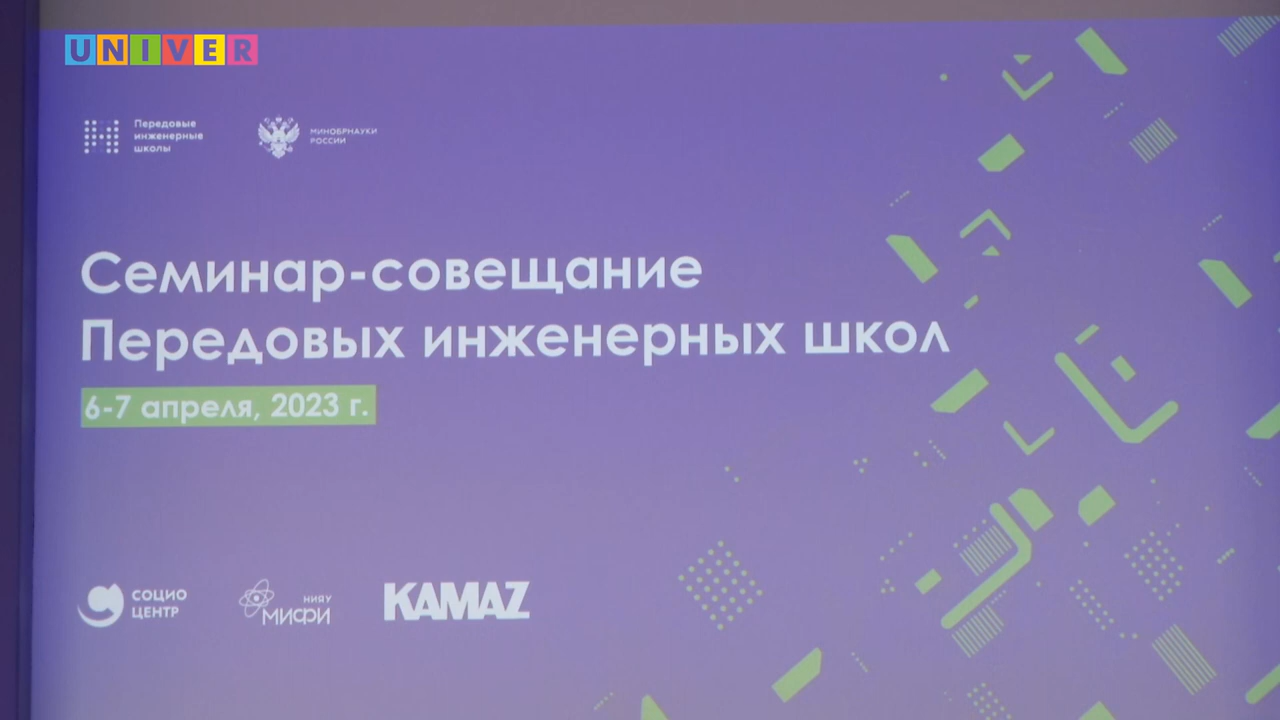 UNIVER
Передовые
инженерные
школы
МИНОБРНАУКИ
РОССИИ
Семинар-совещание
Передовых инженерных школ
6-7 апреля, 2023 г.
СОЦИО
ЦЕНТР
НИЯУ
МИФИ
KAMAZ